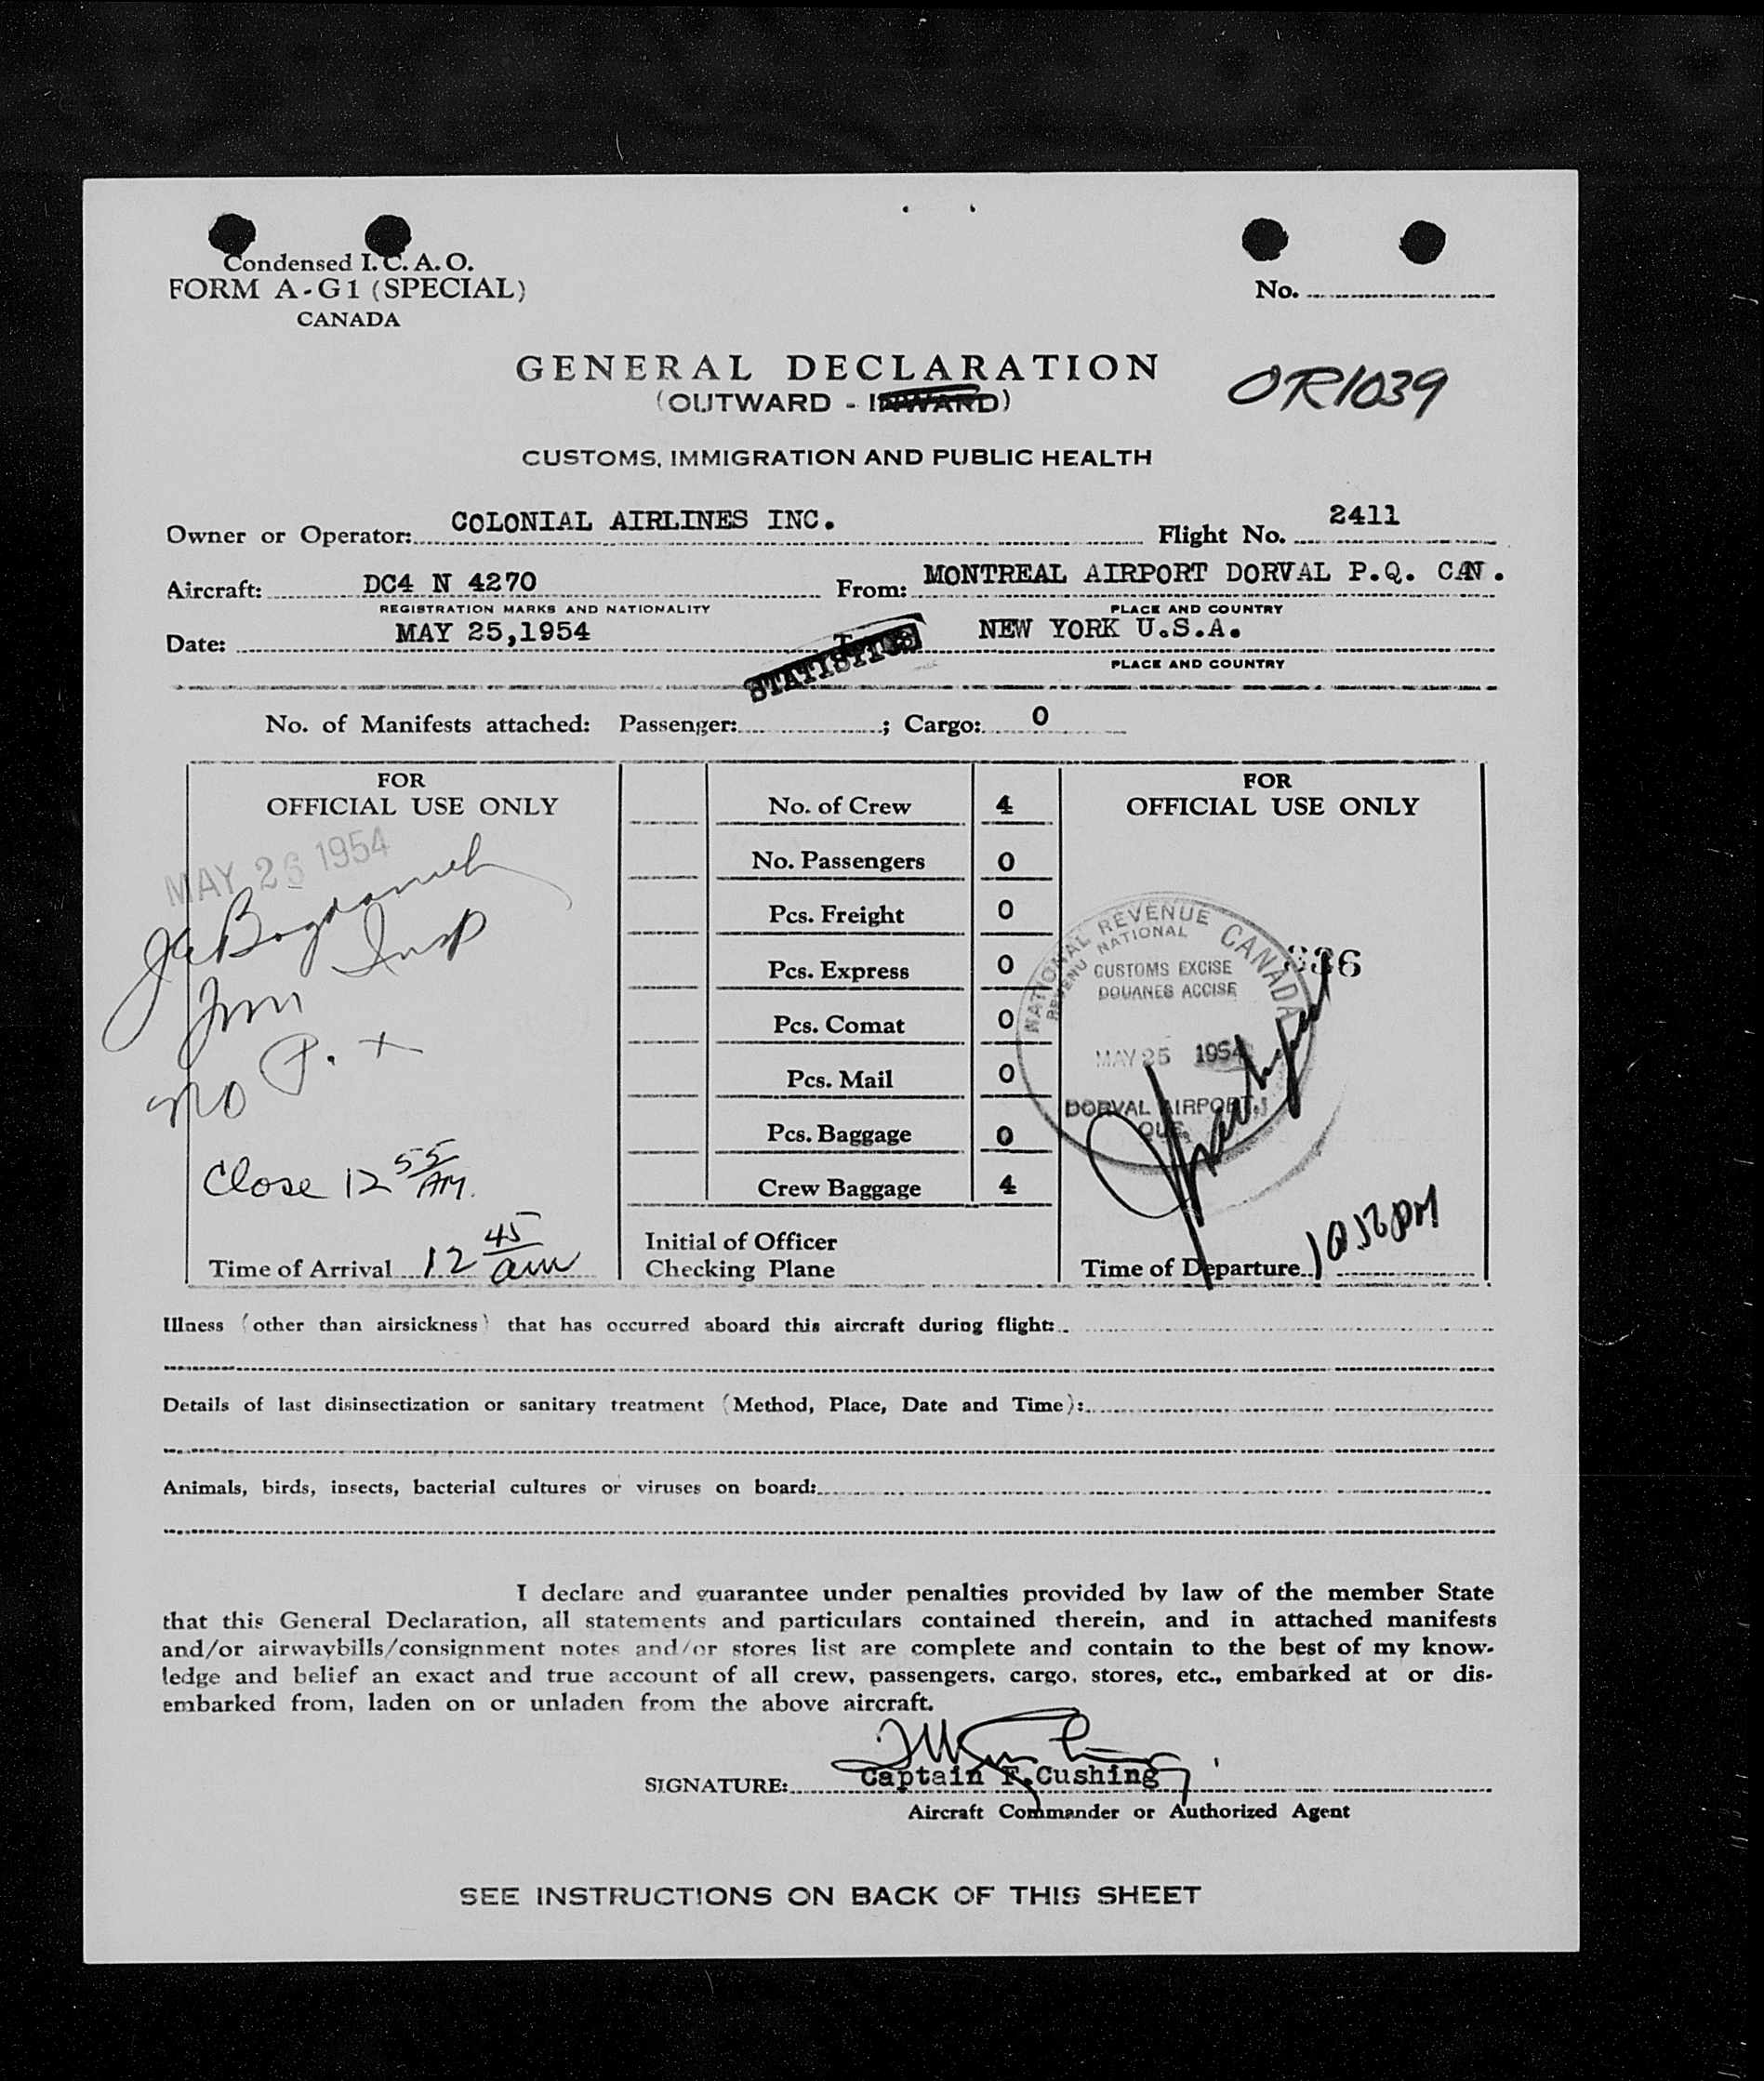 Condensed I. C. A. O.
FORM A-G1 (SPECIAL)
CANADA
No.
GENERAL DECLARATION
(OUTWARD - INWARD)
OR1039
CUSTOMS, IMMIGRATION AND PUBLIC HEALTH
Owner or Operator: COLONIAL AIRLINES INC. Flight No. 2411
Aircraft: DC4 N 4270 From: MONTREAL AIRPORT DORVAL P.Q. CAN.
REGISTRATION MARKS AND NATIONALITY PLACE AND COUNTRY
Date: MAY 25,1954 NEW YORK U.S.A.
STATISTICS
PLACE AND COUNTRY
No. of Manifests attached: Passenger: ; Cargo: 0
FOR
OFFICIAL USE ONLY
MAY 26 1954
Insp
Imm
No P. X
Close 12 55 AM.
Time of Arrival 12 45 am
No. of Crew 4
No. Passengers 0
Pcs. Freight 0
Pcs. Express 0
Pcs. Comat 0
Pcs. Mail 0
Pcs. Baggage 0
Crew Baggage 4
Initial of Officer
Checking Plane
FOR
OFFICIAL USE ONLY
NATIONAL REVENUE CANADA
REVENU NATIONAL
CUSTOMS EXCISE
DOUANES ACCISE
MAY 25 1954
DORVAL AIRPORT,
QUE.
836
Time of Departure
Illness (other than airsickness) that has occurred aboard this aircraft during flight:
Details of last disinsectization or sanitary treatment (Method, Place, Date and Time):
Animals, birds, insects, bacterial cultures or viruses on board:
I declare and guarantee under penalties provided by law of the member State
that this General Declaration, all statements and particulars contained therein, and in attached manifests
and/or airwaybills/consignment notes and/or stores list are complete and contain to the best of my know-
ledge and belief an exact and true account of all crew, passengers, cargo, stores, etc., embarked at or dis-
embarked from, laden on or unladen from the above aircraft.
SIGNATURE: Captain F.Cushing
Aircraft Commander or Authorized Agent
SEE INSTRUCTIONS ON BACK OF THIS SHEET